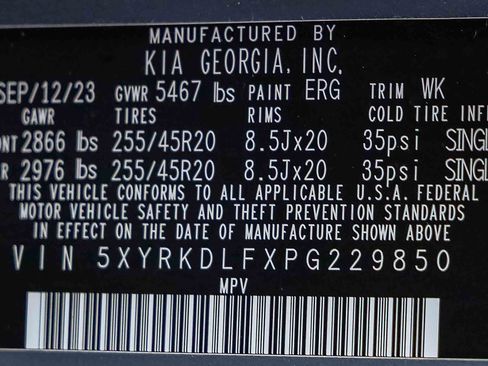 MANUFACTURED BY
KIA GEORGIA, INC.
SEP/12/23 GVWR 5467 lbs PAINT ERG TRIM WK
GAWR TIRES RIMS COLD TIRE INFL
NT 2866 lbs 255/45R20 8.5Jx20 35psi SINGL
R 2976 lbs 255/45R20 8.5Jx20 35psi SINGL
THIS VEHICLE CONFORMS TO ALL APPLICABLE U.S.A. FEDERAL
MOTOR VEHICLE SAFETY AND THEFT PREVENTION STANDARDS
IN EFFECT ON THE DATE OF MANUFACTURE SHOWN ABOVE
VIN 5XYRKDLFXPG229850
MPV